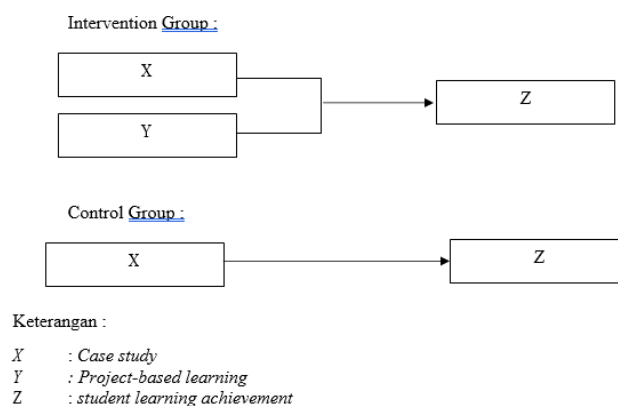 Intervention Group :
X
Y
Z
Control Group :
X
Z
Keterangan :
X : Case study
Y : Project-based learning
Z : student learning achievement